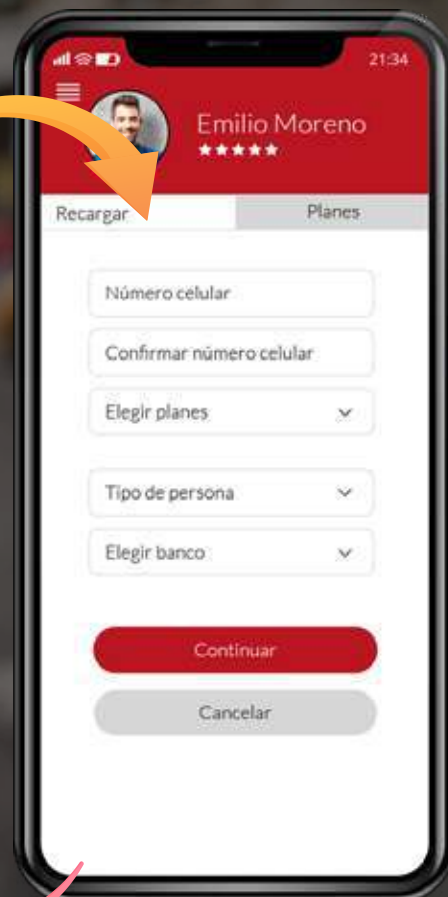 21:34
Emilio Moreno
Recargar
Planes
Número celular
Confirmar número celular
Elegir planes
Tipo de persona
Elegir banco
Continuar
Cancelar